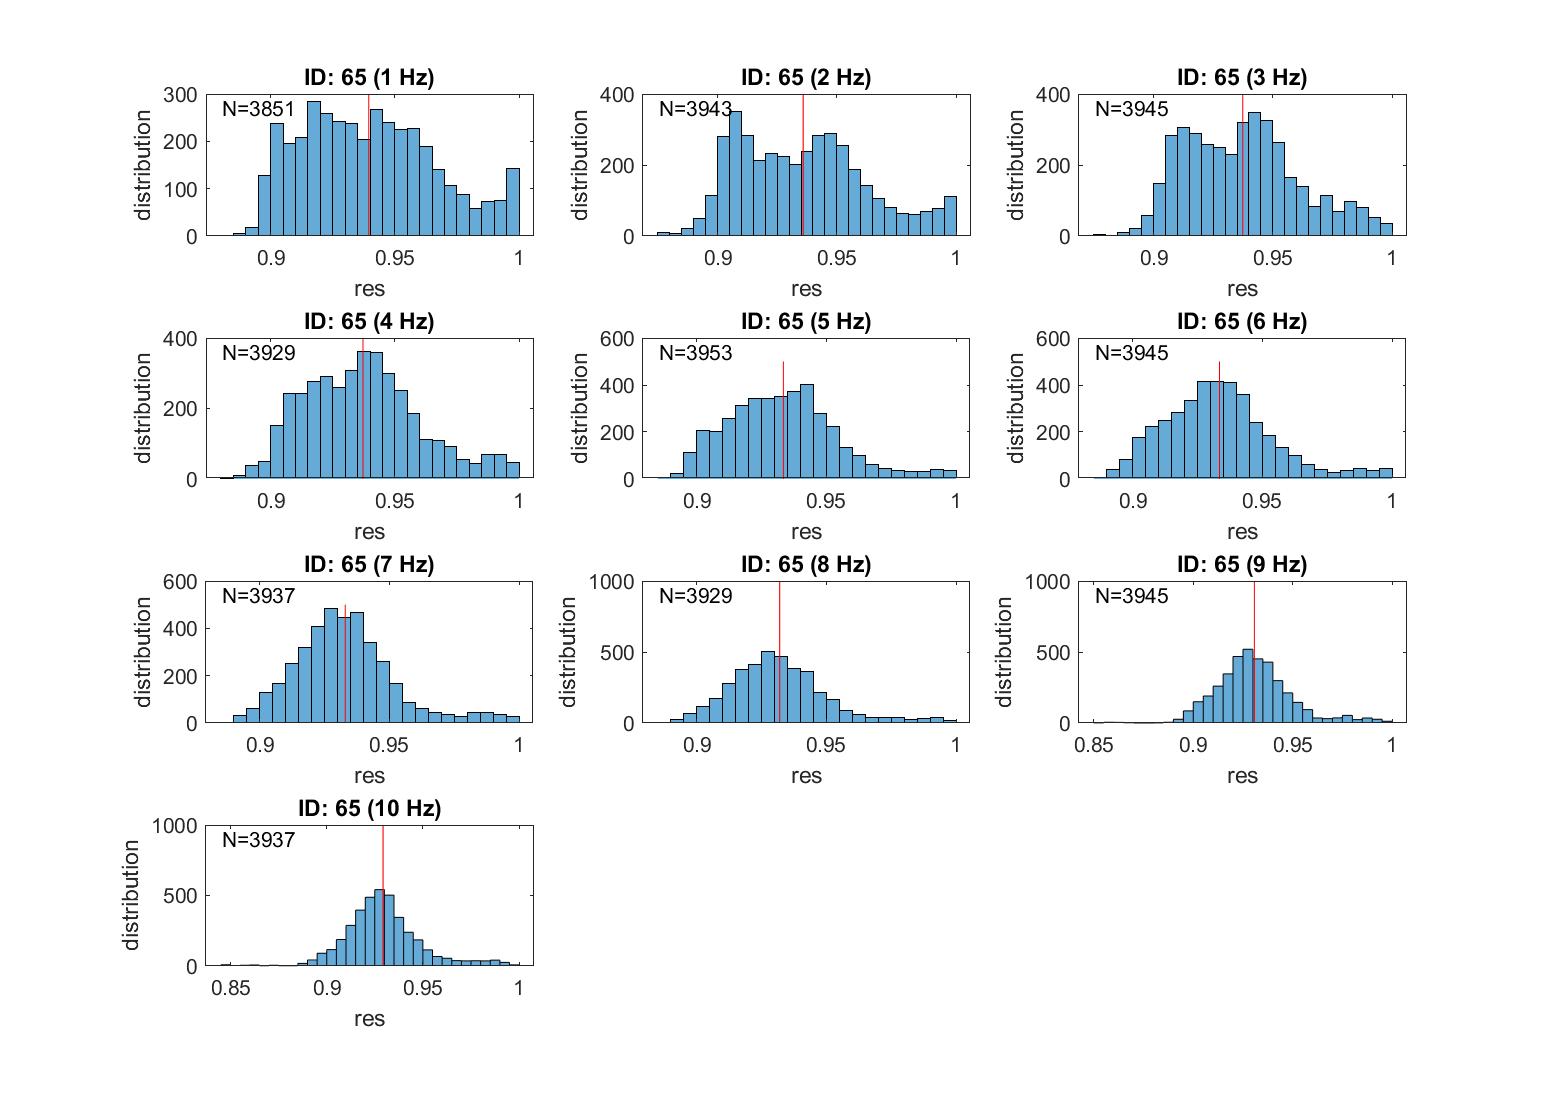 ID: 65 (1 Hz)
N=3851
300
200
100
0
distribution
0.9 0.95 1
res
ID: 65 (2 Hz)
N=3943
400
200
0
distribution
0.9 0.95 1
res
ID: 65 (3 Hz)
N=3945
400
200
0
distribution
0.9 0.95 1
res
ID: 65 (4 Hz)
N=3929
400
200
0
distribution
0.9 0.95 1
res
ID: 65 (5 Hz)
N=3953
600
400
200
0
distribution
0.9 0.95 1
res
ID: 65 (6 Hz)
N=3945
600
400
200
0
distribution
0.9 0.95 1
res
ID: 65 (7 Hz)
N=3937
600
400
200
0
distribution
0.9 0.95 1
res
ID: 65 (8 Hz)
N=3929
1000
500
0
distribution
0.9 0.95 1
res
ID: 65 (9 Hz)
N=3945
1000
500
0
distribution
0.85 0.9 0.95 1
res
ID: 65 (10 Hz)
N=3937
1000
500
0
distribution
0.85 0.9 0.95 1
res